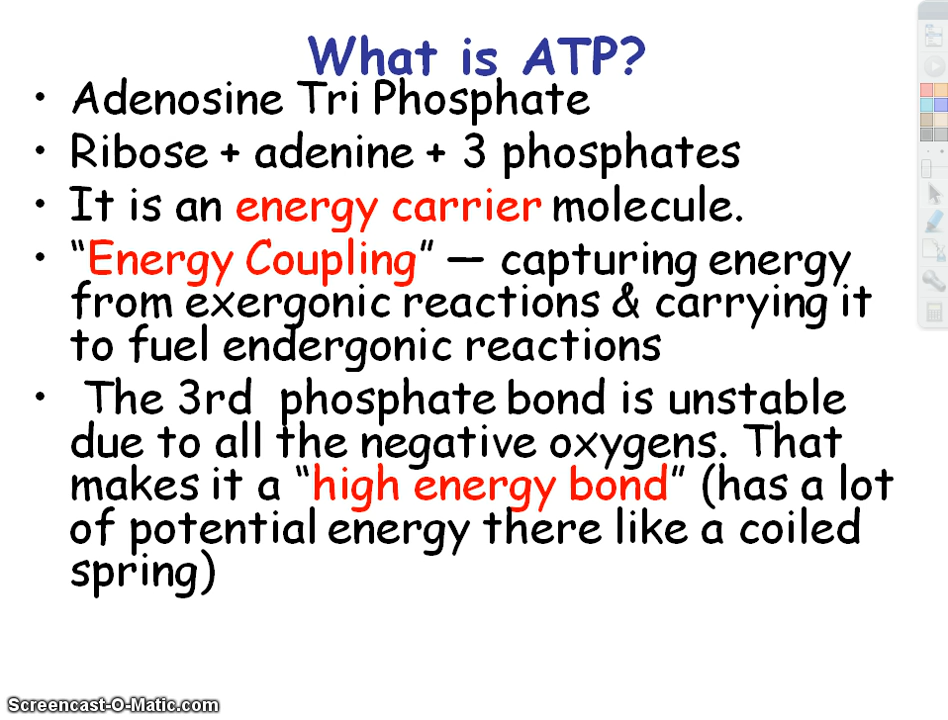 What is ATP?
• Adenosine Tri Phosphate
• Ribose + adenine + 3 phosphates
• It is an energy carrier molecule.
• “Energy Coupling” — capturing energy
from exergonic reactions & carrying it
to fuel endergonic reactions
• The 3rd phosphate bond is unstable
due to all the negative oxygens. That
makes it a “high energy bond” (has a lot
of potential energy there like a coiled
spring)
Screencast-O-Matic.com